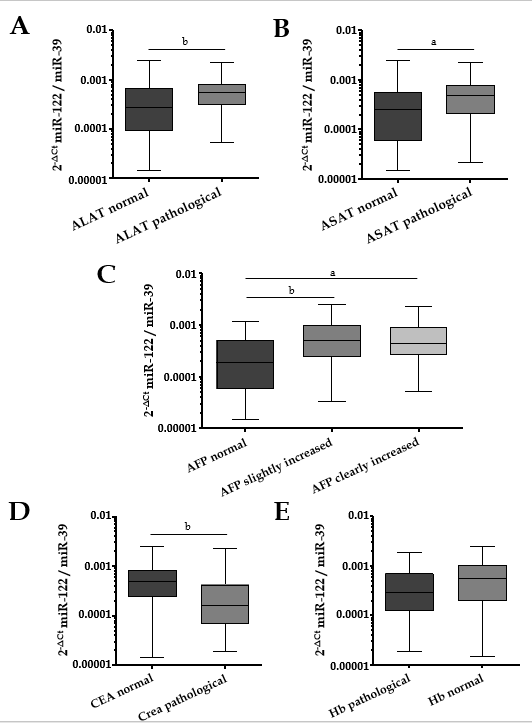 A
B
b
a
2-ΔCt miR-122 / miR-39
0.01
0.001
0.0001
0.00001
ALAT normal
ALAT pathological
2-ΔCt miR-122 / miR-39
0.01
0.001
0.0001
0.00001
ASAT normal
ASAT pathological
C
a
b
2-ΔCt miR-122 / miR-39
0.01
0.001
0.0001
0.00001
AFP normal
AFP slightly increased
AFP clearly increased
D
E
b
2-ΔCt miR-122 / miR-39
0.01
0.001
0.0001
0.00001
CEA normal
Crea pathological
2-ΔCt miR-122 / miR-39
0.01
0.001
0.0001
0.00001
Hb pathological
Hb normal